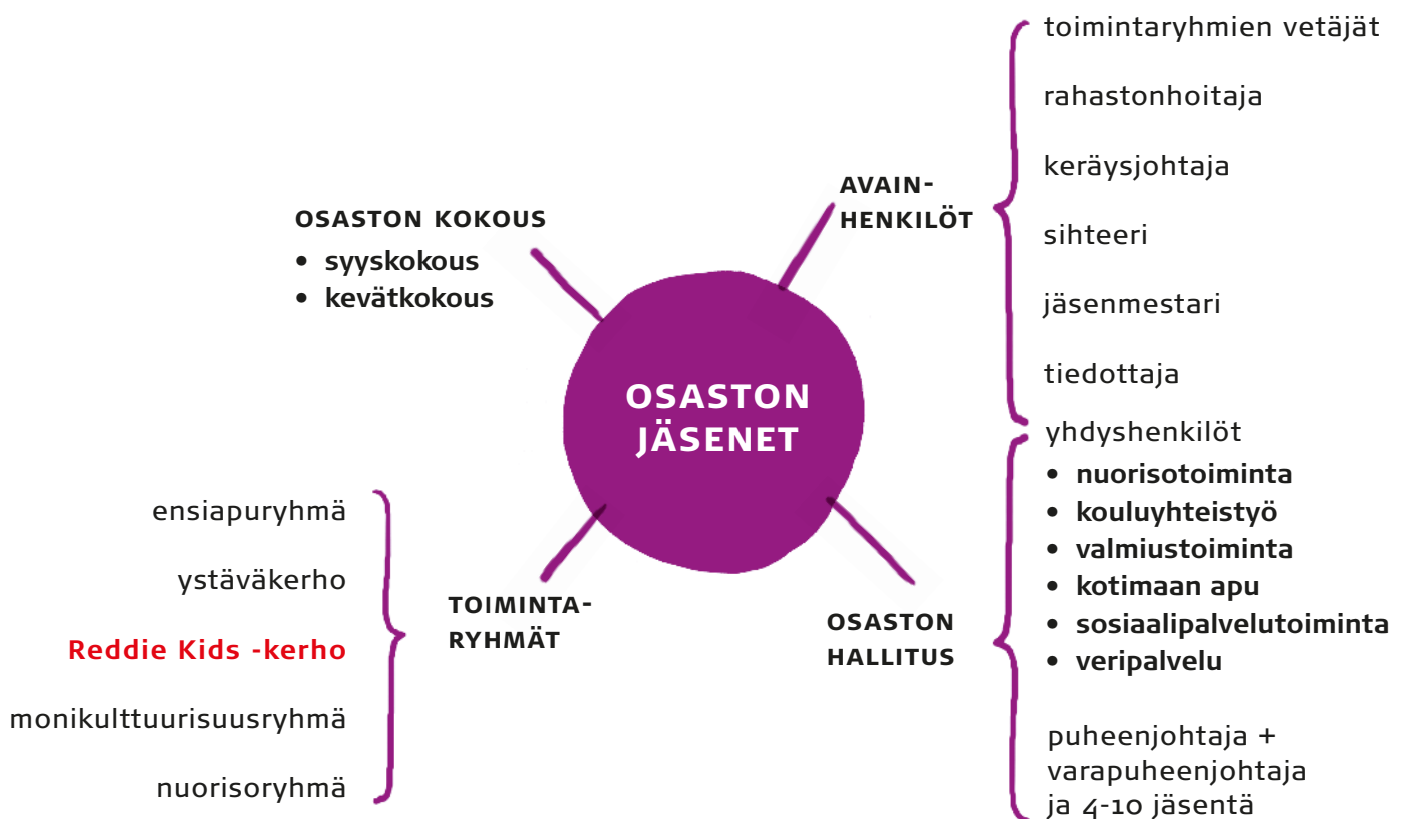 OSASTON KOKOUS
• syyskokous
• kevätkokous
AVAIN-
HENKILÖT
toimintaryhmien vetäjät
rahastonhoitaja
keräysjohtaja
sihteeri
jäsenmestari
tiedottaja
OSASTON
JÄSENET
yhdyshenkilöt
• nuorisotoiminta
• kouluyhteistyö
• valmiustoiminta
• kotimaan apu
• sosiaalipalvelutoiminta
• veripalvelu
puheenjohtaja +
varapuheenjohtaja
ja 4-10 jäsentä
OSASTON
HALLITUS
TOIMINTA-
RYHMÄT
ensiapuryhmä
ystäväkerho
Reddie Kids -kerho
monikulttuurisuusryhmä
nuorisoryhmä